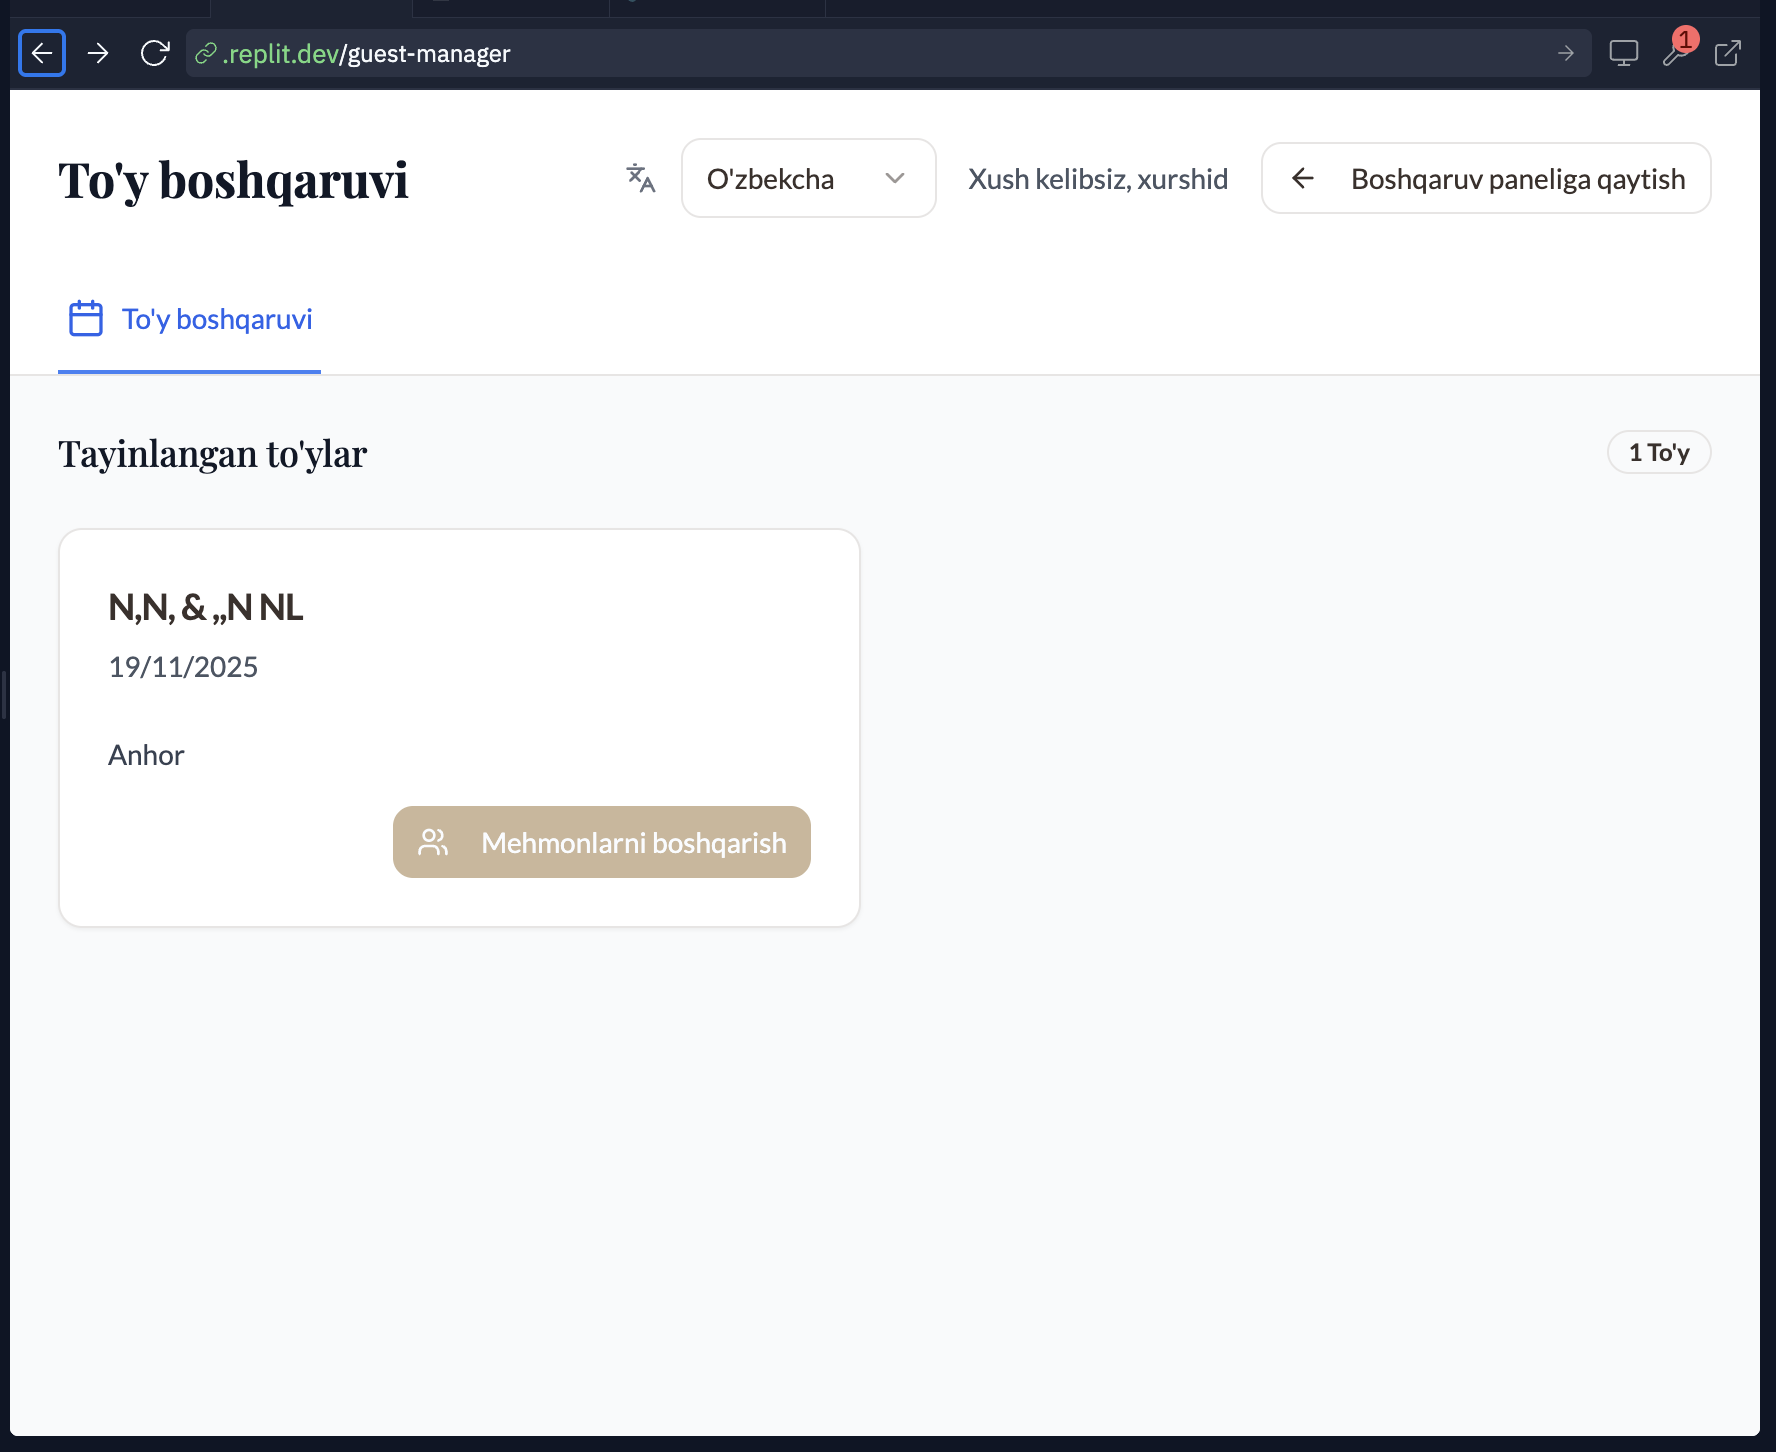 .replit.dev/guest-manager
1
To'y boshqaruvi
O'zbekcha
Xush kelibsiz, xurshid
Boshqaruv paneliga qaytish
To'y boshqaruvi
Tayinlangan to'ylar
1 To'y
N,N, & ,,N NL
19/11/2025
Anhor
Mehmonlarni boshqarish